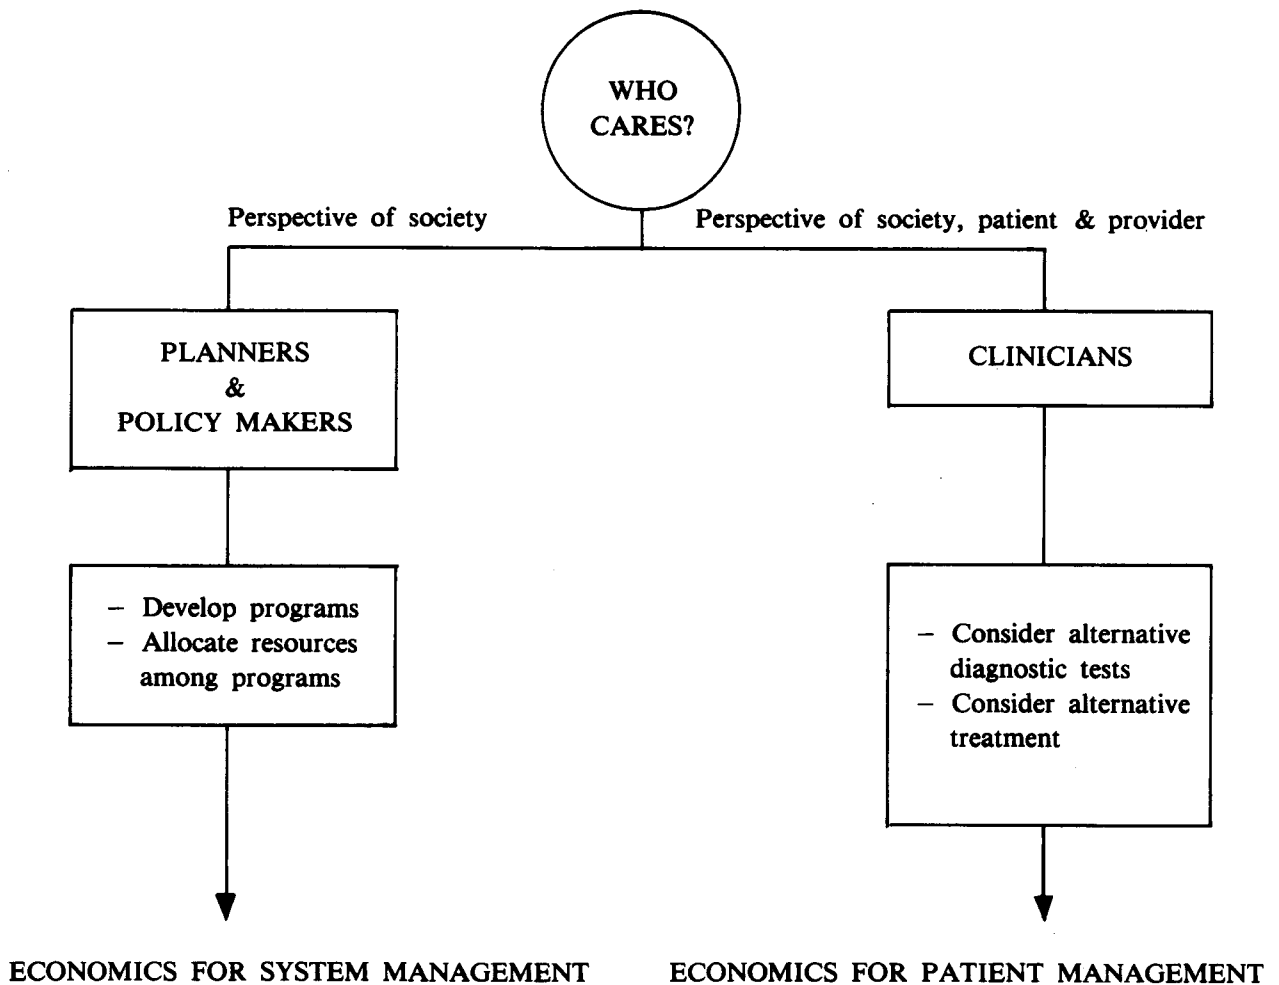 WHO
CARES?
Perspective of society
Perspective of society, patient & provider
PLANNERS
&
POLICY MAKERS
CLINICIANS
– Develop programs
– Allocate resources
among programs
– Consider alternative
diagnostic tests
– Consider alternative
treatment
ECONOMICS FOR SYSTEM MANAGEMENT
ECONOMICS FOR PATIENT MANAGEMENT